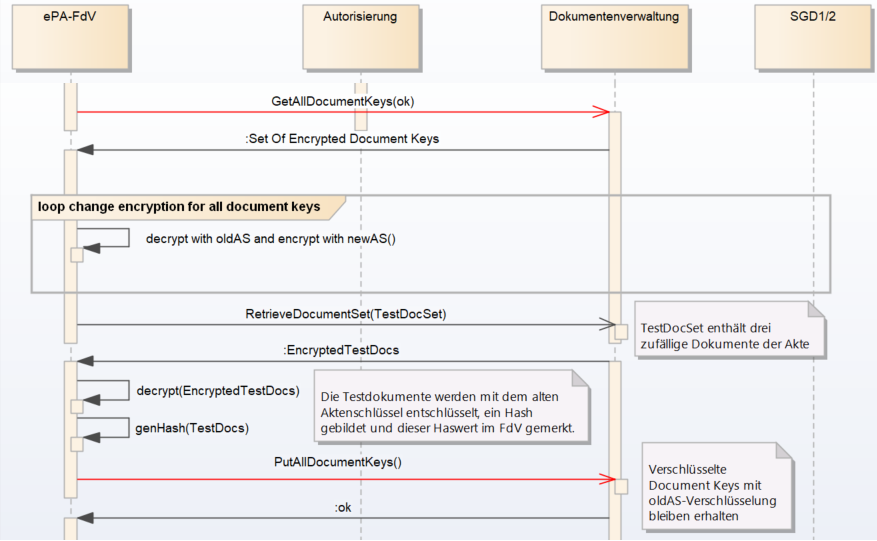 ePA-FdV
Autorisierung
Dokumentenverwaltung
SGD1/2
GetAllDocumentKeys(ok)
:Set Of Encrypted Document Keys
loop change encryption for all document keys
decrypt with oldAS and encrypt with newAS()
RetrieveDocumentSet(TestDocSet)
TestDocSet enthält drei
zufällige Dokumente der Akte
:EncryptedTestDocs
decrypt(EncryptedTestDocs)
Die Testdokumente werden mit dem alten
Aktenschlüssel entschlüsselt, ein Hash
gebildet und dieser Haswert im FdV gemerkt.
genHash(TestDocs)
PutAllDocumentKeys()
Verschlüsselte
Document Keys mit
oldAS-Verschlüsselung
bleiben erhalten
:ok